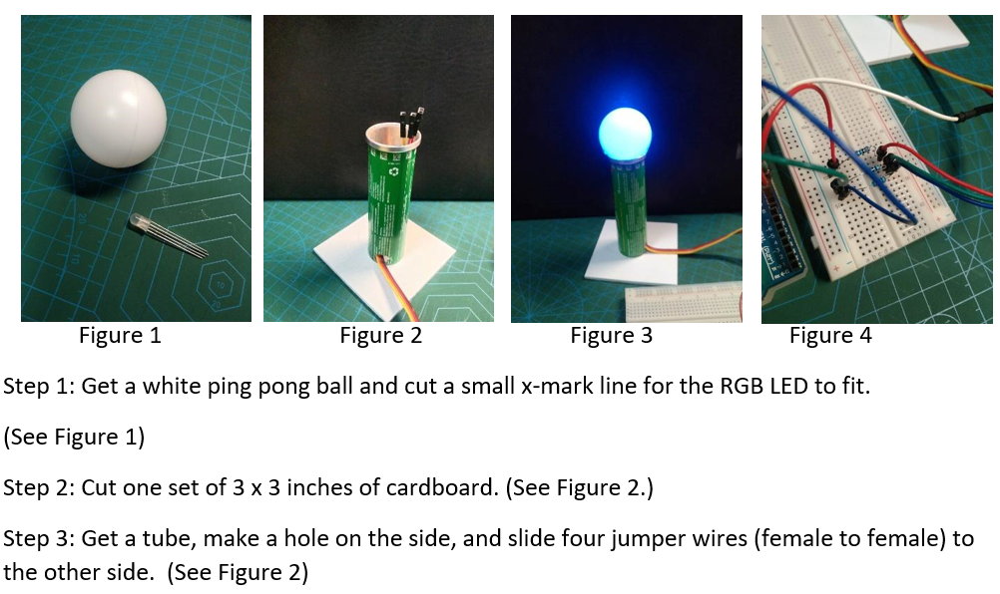 Figure 1
Figure 2
Figure 3
Figure 4
Step 1: Get a white ping pong ball and cut a small x-mark line for the RGB LED to fit.
(See Figure 1)
Step 2: Cut one set of 3 x 3 inches of cardboard. (See Figure 2.)
Step 3: Get a tube, make a hole on the side, and slide four jumper wires (female to female) to
the other side.  (See Figure 2)